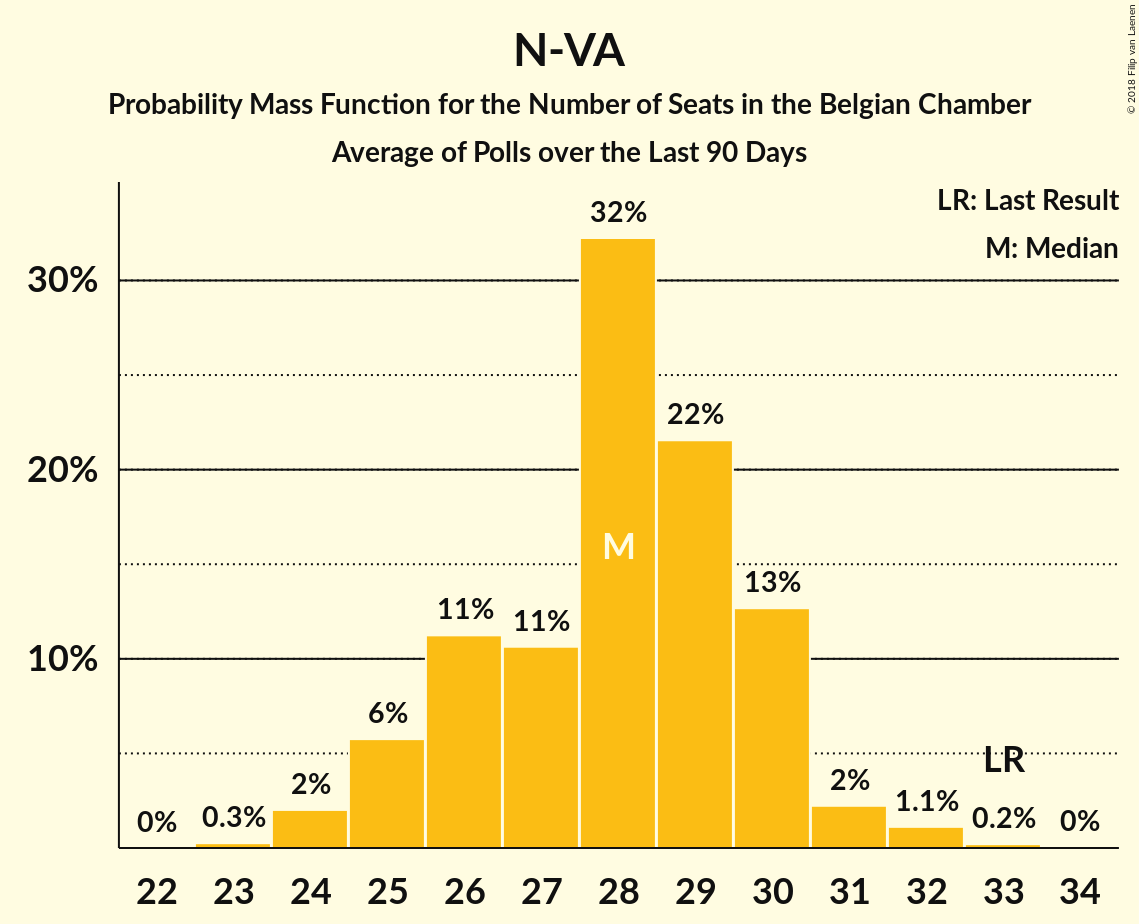 N-VA
Probability Mass Function for the Number of Seats in the Belgian Chamber
Average of Polls over the Last 90 Days
© 2018 Filip van Laenen
LR: Last Result
M: Median
30%
20%
10%
0%
0.3%
2%
6%
11%
11%
32%
M
22%
13%
2%
1.1%
LR
0.2%
0%
22 23 24 25 26 27 28 29 30 31 32 33 34